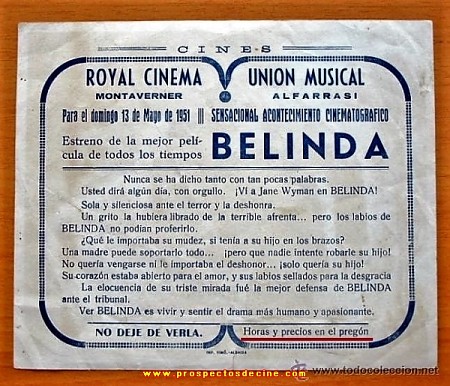 CINES
ROYAL CINEMA
MONTAVERNER
UNION MUSICAL
ALFARRASI
Para el domingo 13 de Mayo de 1951 ||| SENSACIONAL ACONTECIMIENTO CINEMATOGRAFICO
Estreno de la mejor pelí-
cula de todos los tiempos
BELINDA
Nunca se ha dicho tanto con tan pocas palabras.
Usted dirá algún día, con orgullo. ¡Ví a Jane Wyman en BELINDA!
Sola y silenciosa ante el terror y la deshonra.
Un grito la hubiera librado de la terrible afrenta... pero los labios de
BELINDA no podían proferirlo.
¿Qué le importaba su mudez, si tenía a su hijo en los brazos?
Una madre puede soportarlo todo... ¡pero que nadie intente robarle su hijo!
No quería vengarse ni le importaba el deshonor... ¡solo quería su hijo!
Su corazón estaba abierto para el amor, y sus labios sellados para la desgracia
La elocuencia de su triste mirada fué la mejor defensa de BELINDA
ante el tribunal.
Ver BELINDA es vivir y sentir el drama más humano y apasionante.
NO DEJE DE VERLA.
Horas y precios en el pregón
www.prospectosdecine.com
www.todocoleccion.net